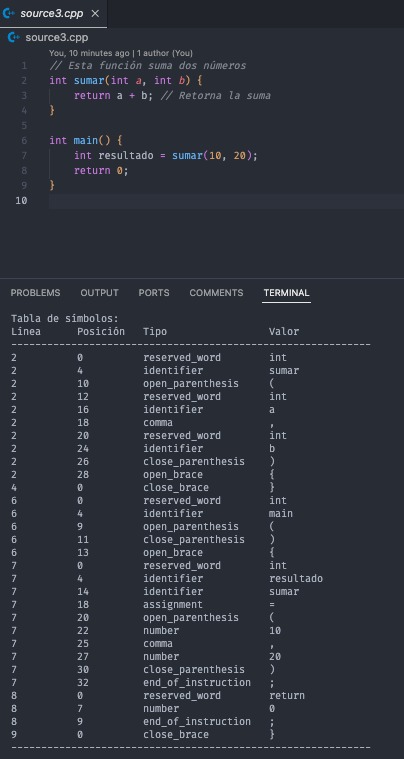 source3.cpp ×
source3.cpp
You, 10 minutes ago | 1 author (You)
1 // Esta función suma dos números
2 int sumar(int a, int b) {
3 return a + b; // Retorna la suma
4 }
5
6 int main() {
7 int resultado = sumar(10, 20);
8 return 0;
9 }
10
PROBLEMS OUTPUT PORTS COMMENTS TERMINAL
Tabla de simbolos:
Linea Posición Tipo Valor
------------------------------------------------------------
2 0 reserved_word int
2 4 identifier sumar
2 10 open_parenthesis (
2 12 reserved_word int
2 16 identifier a
2 18 comma ,
2 20 reserved_word int
2 24 identifier b
2 26 close_parenthesis )
2 28 open_brace {
4 0 close_brace }
6 0 reserved_word int
6 4 identifier main
6 9 open_parenthesis (
6 11 close_parenthesis )
6 13 open_brace {
7 0 reserved_word int
7 4 identifier resultado
7 14 identifier sumar
7 18 assignment =
7 20 open_parenthesis (
7 22 number 10
7 25 comma ,
7 27 number 20
7 30 close_parenthesis )
7 32 end_of_instruction ;
8 0 reserved_word return
8 7 number 0
8 9 end_of_instruction ;
9 0 close_brace }
------------------------------------------------------------